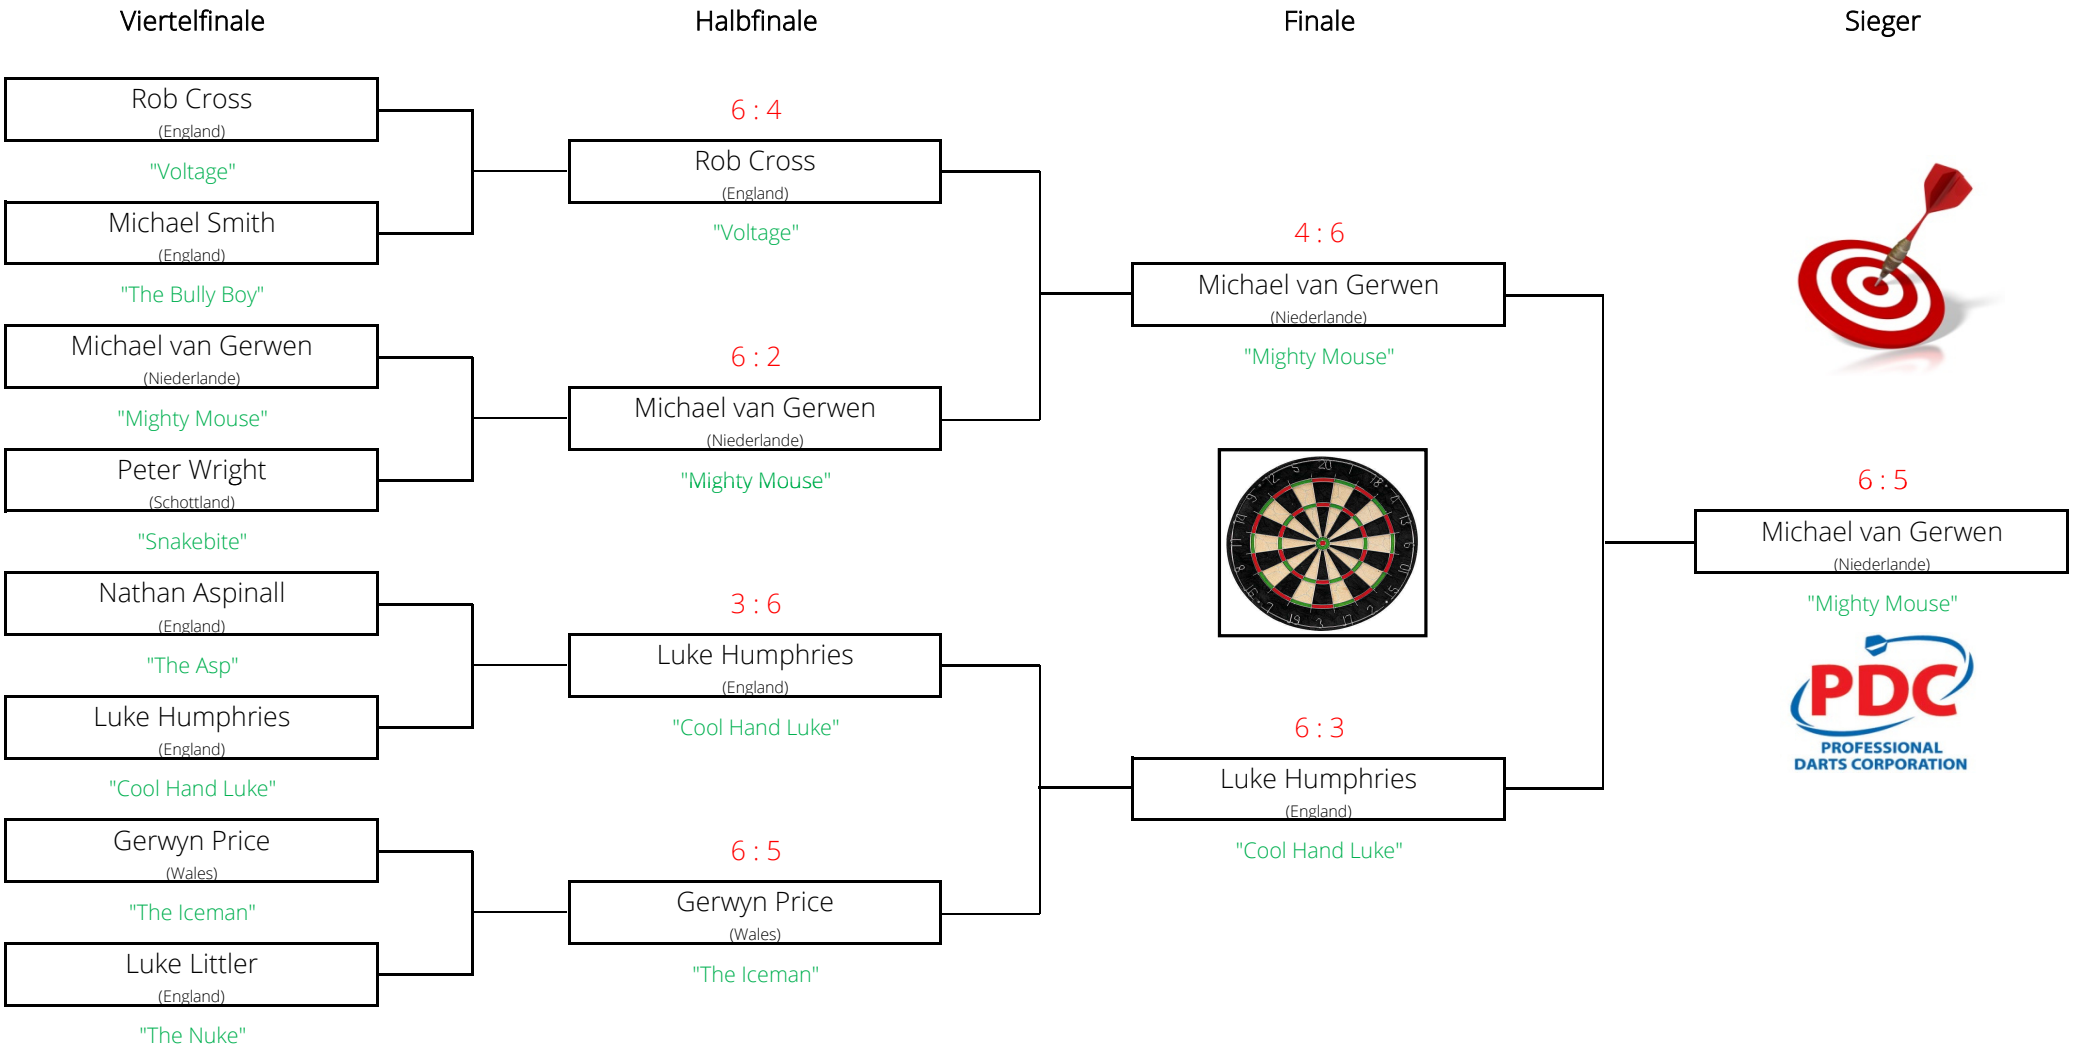 Viertelfinale
Halbfinale
Finale
Sieger
Rob Cross
(England)
"Voltage"
Michael Smith
(England)
"The Bully Boy"
Michael van Gerwen
(Niederlande)
"Mighty Mouse"
Peter Wright
(Schottland)
"Snakebite"
Nathan Aspinall
(England)
"The Asp"
Luke Humphries
(England)
"Cool Hand Luke"
Gerwyn Price
(Wales)
"The Iceman"
Luke Littler
(England)
"The Nuke"
6 : 4
Rob Cross
(England)
"Voltage"
6 : 2
Michael van Gerwen
(Niederlande)
"Mighty Mouse"
3 : 6
Luke Humphries
(England)
"Cool Hand Luke"
6 : 5
Gerwyn Price
(Wales)
"The Iceman"
4 : 6
Michael van Gerwen
(Niederlande)
"Mighty Mouse"
6 : 3
Luke Humphries
(England)
"Cool Hand Luke"
6 : 5
Michael van Gerwen
(Niederlande)
"Mighty Mouse"
PDC
PROFESSIONAL
DARTS CORPORATION